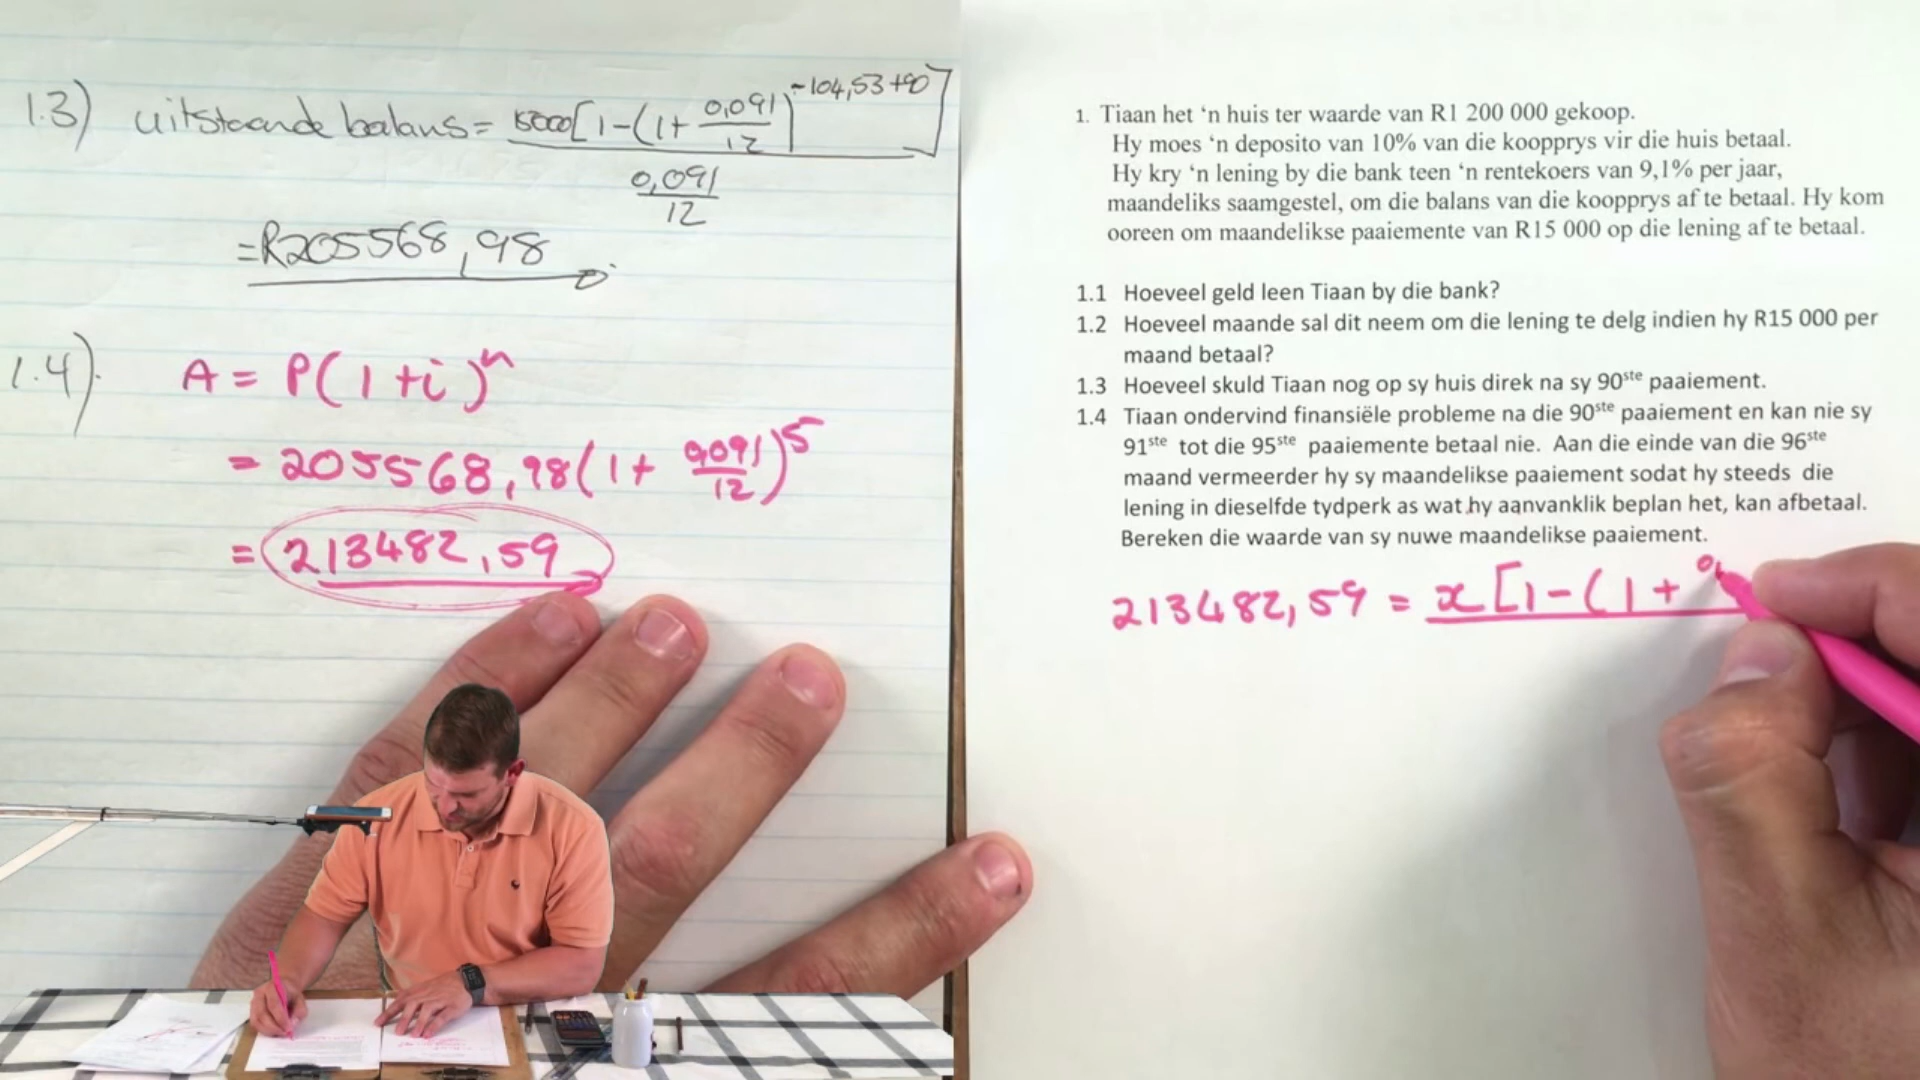 1.3) uitstaande balans = 15000[1-(1+ 0,091/12)^-104,53+90]
0,091
12
=R205568,98
1.4). A = P(1+i)^n
= 205568,98(1+ 0,091/12)^5
= 213482,59
1. Tiaan het ‘n huis ter waarde van R1 200 000 gekoop.
Hy moes ‘n deposito van 10% van die koopprys vir die huis betaal.
Hy kry ‘n lening by die bank teen ‘n rentekoers van 9,1% per jaar,
maandeliks saamgestel, om die balans van die koopprys af te betaal. Hy kom
ooreen om maandelikse paaiemente van R15 000 op die lening af te betaal.
1.1 Hoeveel geld leen Tiaan by die bank?
1.2 Hoeveel maande sal dit neem om die lening te delg indien hy R15 000 per
maand betaal?
1.3 Hoeveel skuld Tiaan nog op sy huis direk na sy 90ste paaiement.
1.4 Tiaan ondervind finansiële probleme na die 90ste paaiement en kan nie sy
91ste tot die 95ste paaiemente betaal nie. Aan die einde van die 96ste
maand vermeerder hy sy maandelikse paaiement sodat hy steeds die
lening in dieselfde tydperk as wat hy aanvanklik beplan het, kan afbetaal.
Bereken die waarde van sy nuwe maandelikse paaiement.
213482,59 = x[1-(1+ 0,